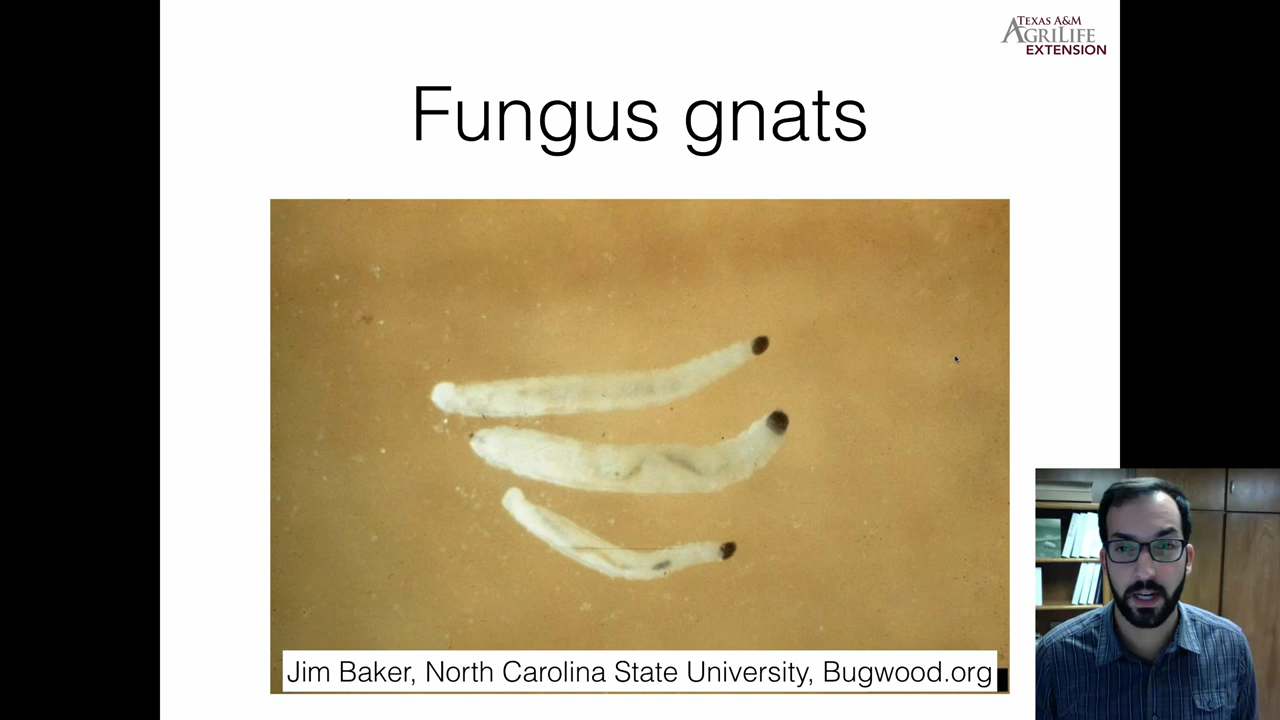 TEXAS A&M
AGRILIFE
EXTENSION
Fungus gnats
Jim Baker, North Carolina State University, Bugwood.org